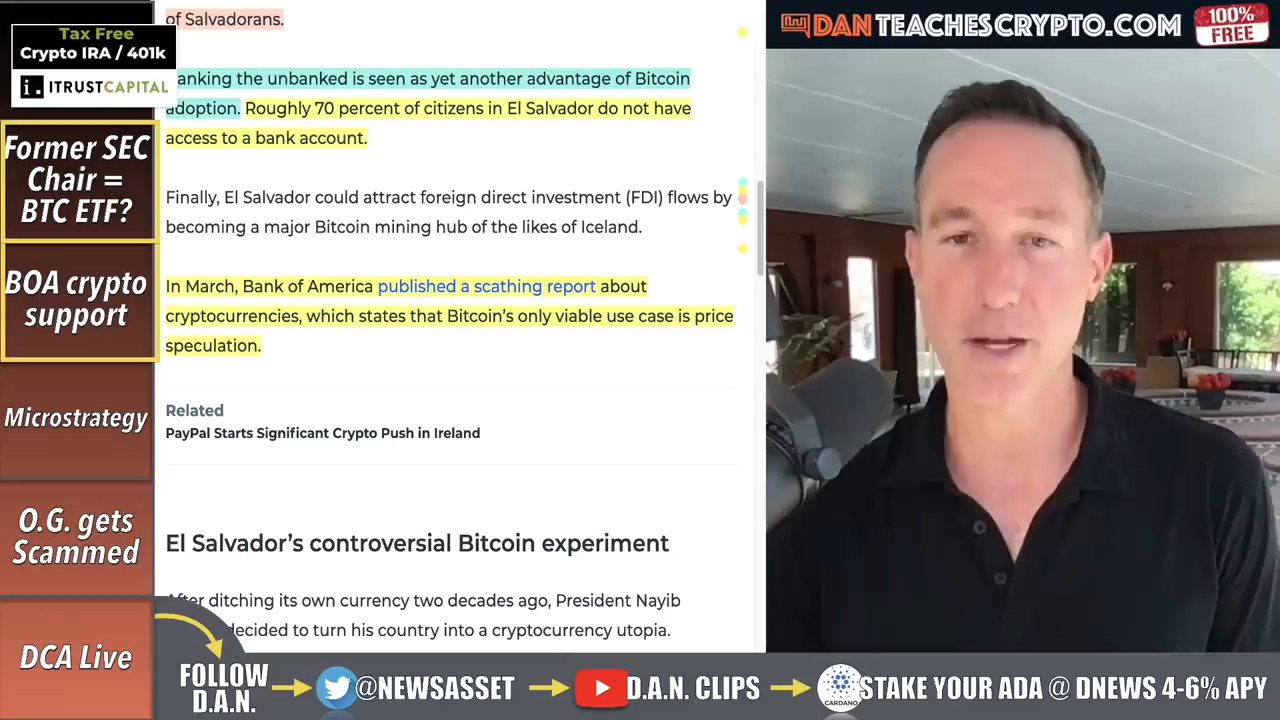 Tax Free
Crypto IRA / 401k
i. ITRUSTCAPITAL
Former SEC
Chair =
BTC ETF?
BOA crypto
support
Microstrategy
O.G. gets
Scammed
DCA Live
of Salvadorans.
anking the unbanked is seen as yet another advantage of Bitcoin
adoption. Roughly 70 percent of citizens in El Salvador do not have
access to a bank account.
Finally, El Salvador could attract foreign direct investment (FDI) flows by
becoming a major Bitcoin mining hub of the likes of Iceland.
In March, Bank of America published a scathing report about
cryptocurrencies, which states that Bitcoin's only viable use case is price
speculation.
Related
PayPal Starts Significant Crypto Push in Ireland
El Salvador's controversial Bitcoin experiment
After ditching its own currency two decades ago, President Nayib
decided to turn his country into a cryptocurrency utopia.
DANTEACHESCRYPTO.COM
100%
FREE
FOLLOW
D.A.N.
@NEWSASSET
D.A.N. CLIPS
CARDANO
STAKE YOUR ADA @ DNEWS 4-6% APY